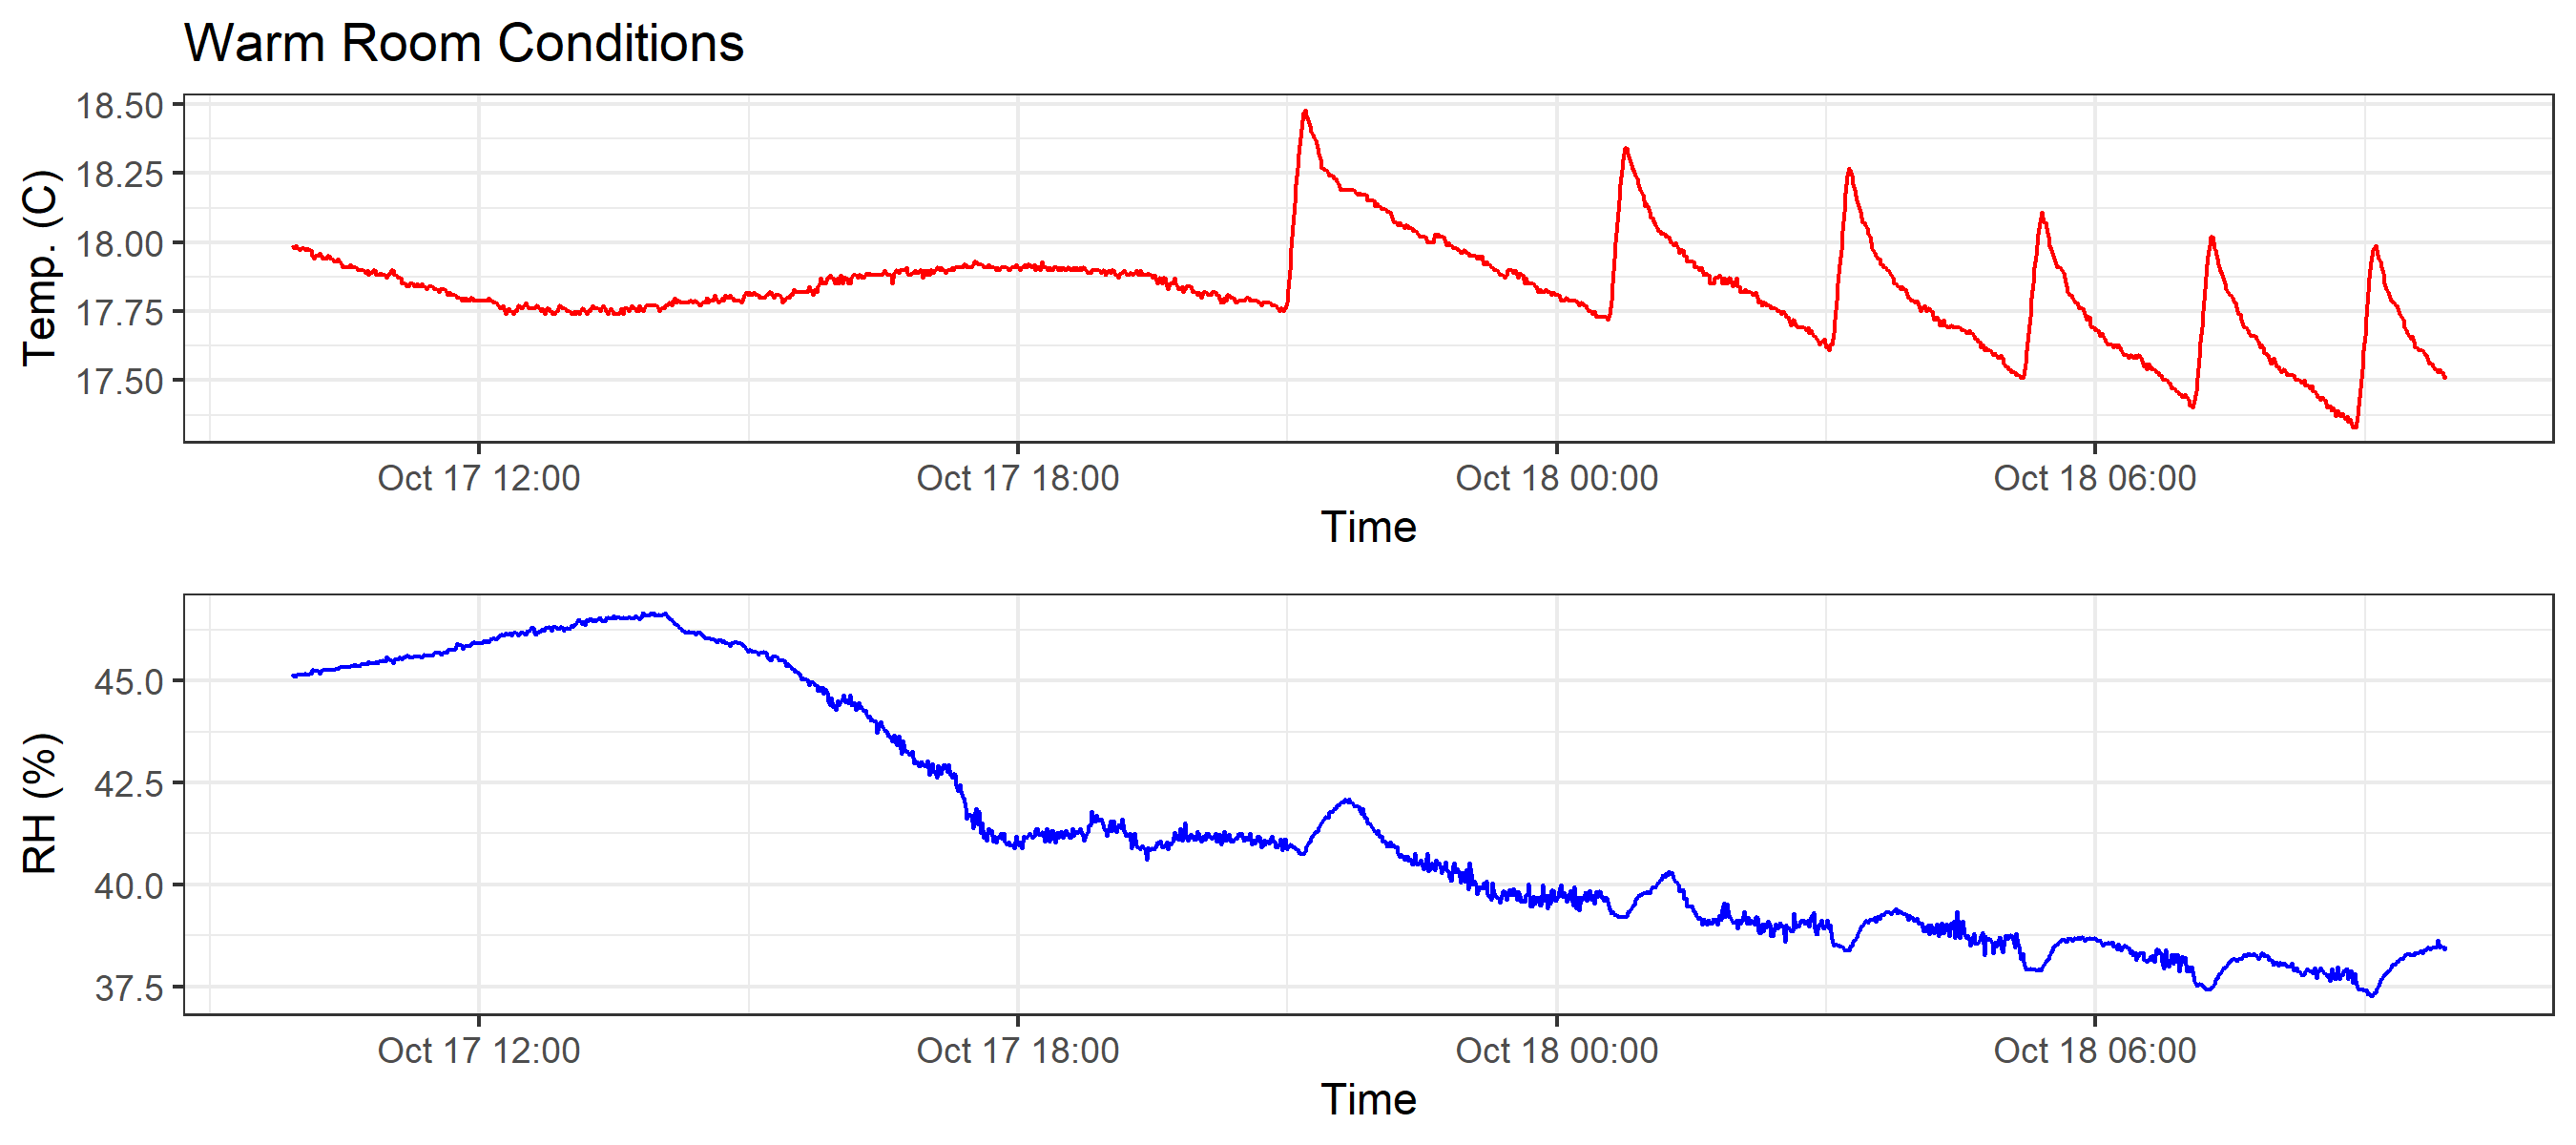 Warm Room Conditions
Temp. (C)
18.50
18.25
18.00
17.75
17.50
Oct 17 12:00 Oct 17 18:00 Oct 18 00:00 Oct 18 06:00
Time
RH (%)
45.0
42.5
40.0
37.5
Oct 17 12:00 Oct 17 18:00 Oct 18 00:00 Oct 18 06:00
Time